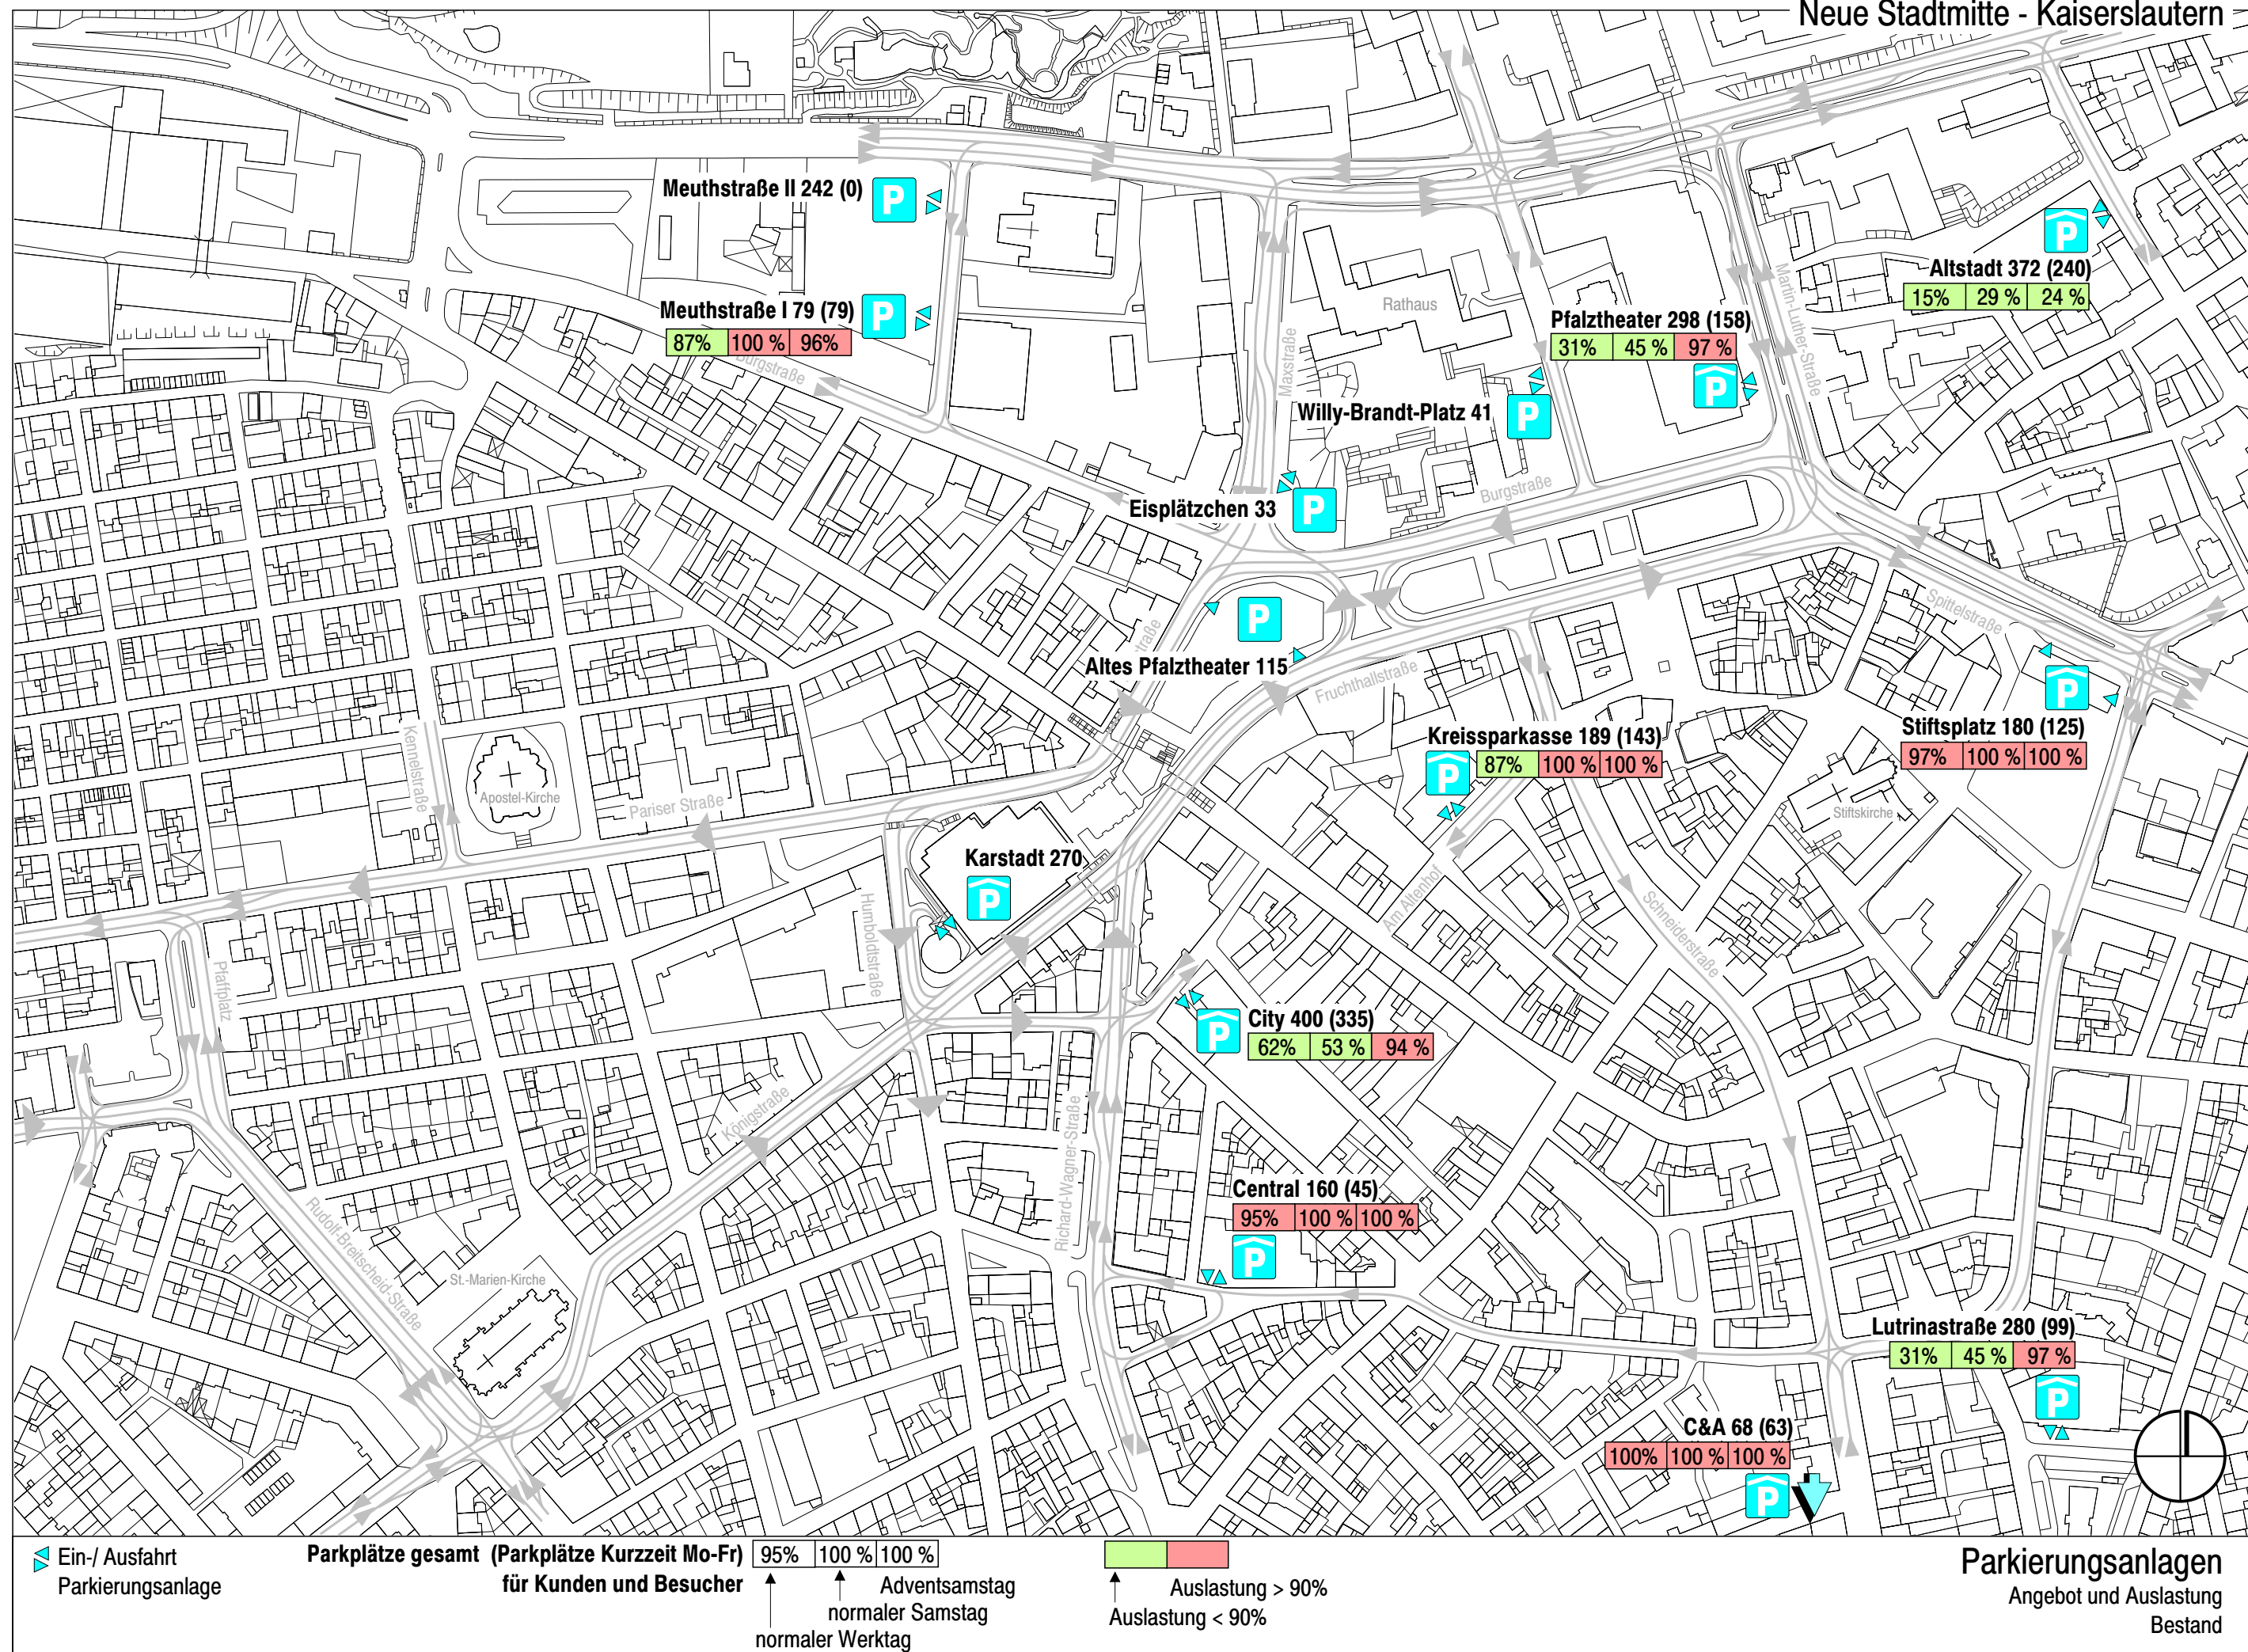 Neue Stadtmitte - Kaiserslautern
Meuthstraße II 242 (0)
P
Meuthstraße I 79 (79)
P
87% 100 % 96%
Burgstraße
Maxstraße
Rathaus
Martin-Luther-Straße
P
Altstadt 372 (240)
15% 29 % 24 %
Pfalztheater 298 (158)
31% 45 % 97 %
P
Willy-Brandt-Platz 41
P
Burgstraße
Eisplätzchen 33
P
P
Altes Pfalztheater 115
straße
Fruchthallstraße
Spittelstraße
P
Stiftsplatz 180 (125)
97% 100 % 100 %
Kreissparkasse 189 (143)
P
87% 100 % 100 %
Kennelstraße
Apostel-Kirche
Pariser Straße
Stiftskirche
Karstadt 270
P
Humboldtstraße
Am Altenhof
Schneiderstraße
Pfaffplatz
P
City 400 (335)
62% 53 % 94 %
Königstraße
Richard-Wagner-Straße
Central 160 (45)
95% 100 % 100 %
P
Rudolf-Breitscheid-Straße
St.-Marien-Kirche
Lutrinastraße 280 (99)
31% 45 % 97 %
P
C&A 68 (63)
100% 100 % 100 %
P
Ein-/ Ausfahrt
Parkierungsanlage
Parkplätze gesamt (Parkplätze Kurzzeit Mo-Fr)
für Kunden und Besucher
95% 100 % 100 %
Adventsamstag
normaler Samstag
normaler Werktag
Auslastung > 90%
Auslastung < 90%
Parkierungsanlagen
Angebot und Auslastung
Bestand